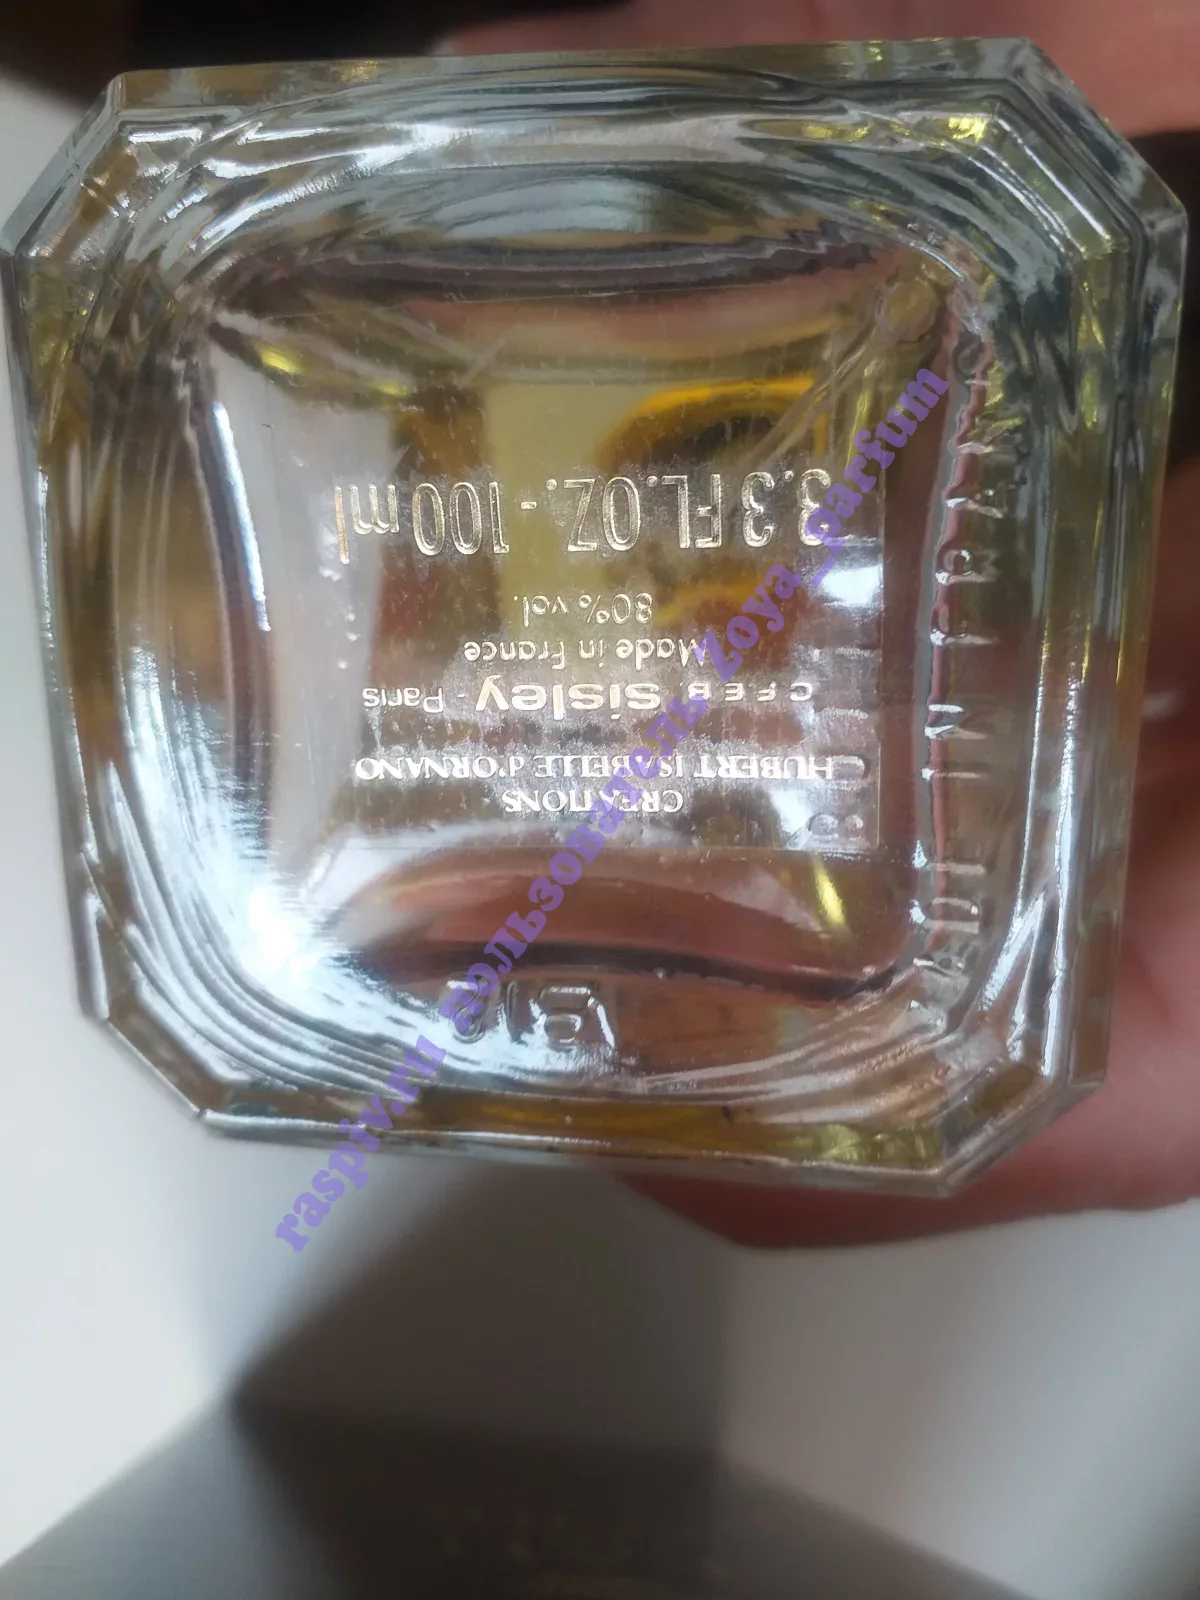 3.3 FL.OZ. - 100 ml
80% vol.
Made in France
C.F.E.B. sisley - Paris
HUBERT ISABELLE d'ORNANO
CREATIONS
raspiv.ru пользователь Zoya_parfum